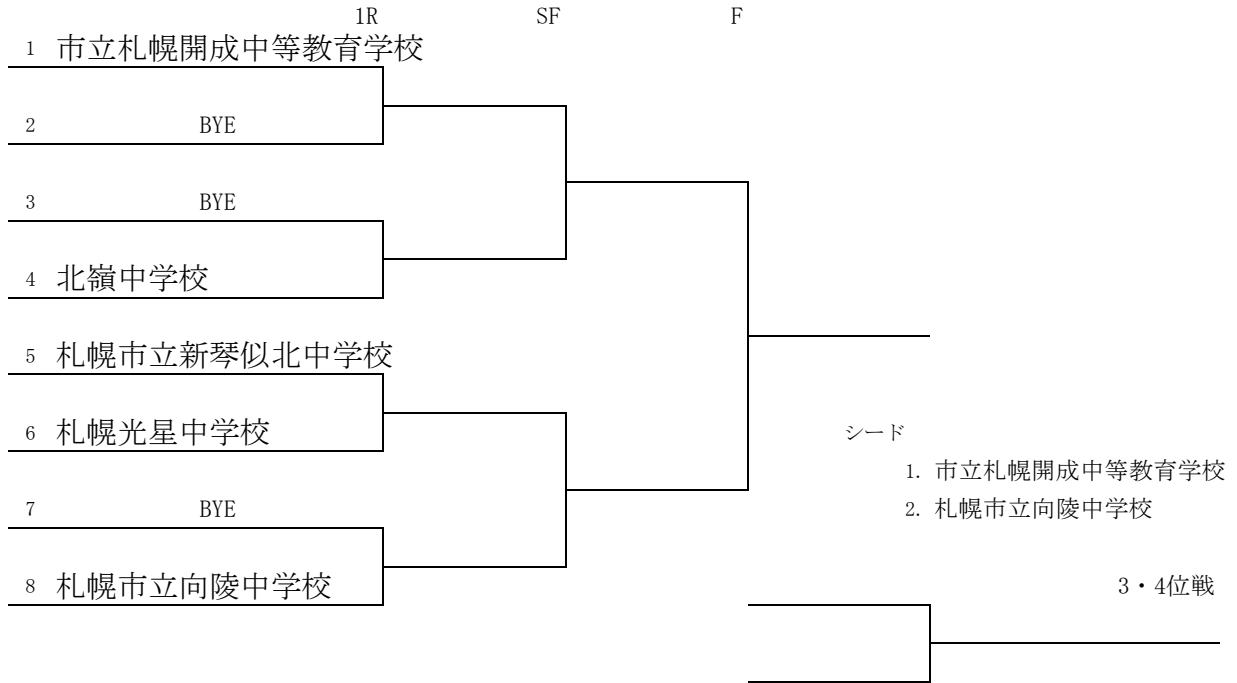 1R SF F
1 市立札幌開成中等教育学校
2 BYE
3 BYE
4 北嶺中学校
5 札幌市立新琴似北中学校
6 札幌光星中学校
シード
1. 市立札幌開成中等教育学校
7 BYE
2. 札幌市立向陵中学校
8 札幌市立向陵中学校
3・4位戦